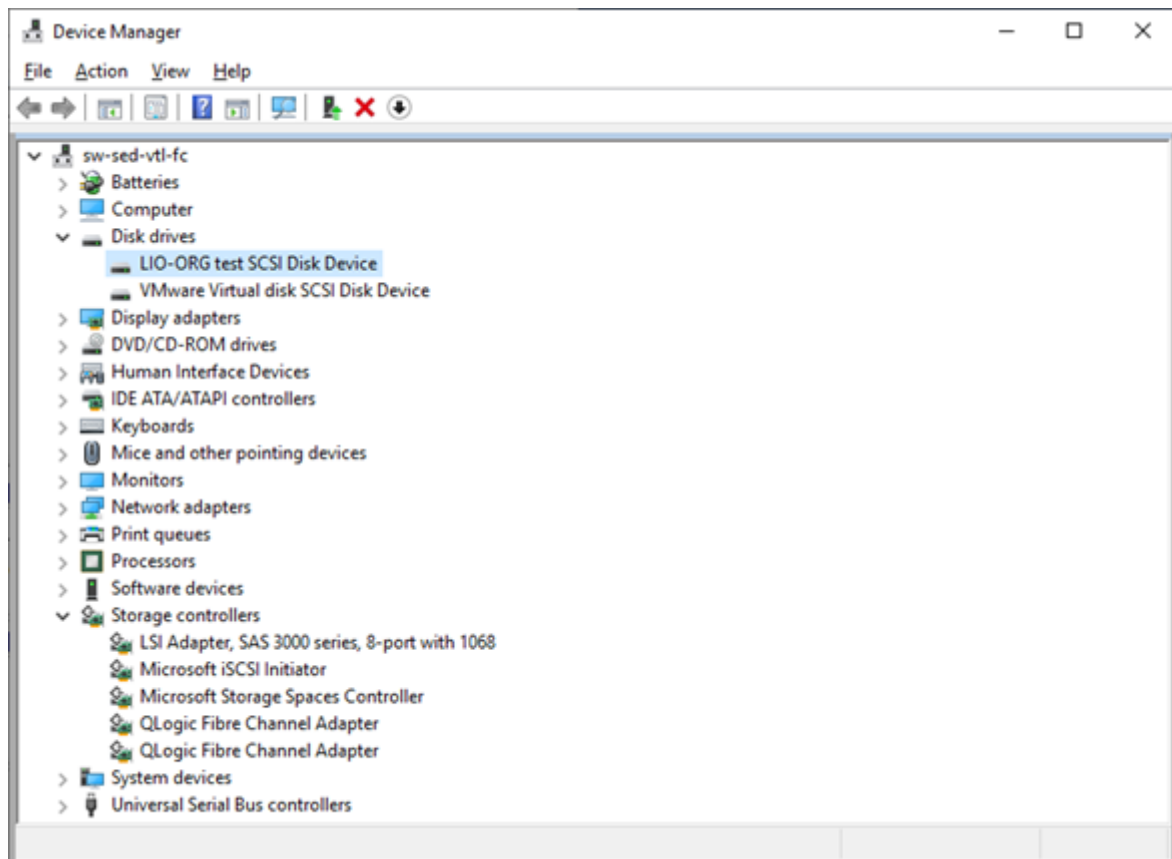 Device Manager
File Action View Help
sw-sed-vtl-fc
Batteries
Computer
Disk drives
LIO-ORG test SCSI Disk Device
VMware Virtual disk SCSI Disk Device
Display adapters
DVD/CD-ROM drives
Human Interface Devices
IDE ATA/ATAPI controllers
Keyboards
Mice and other pointing devices
Monitors
Network adapters
Print queues
Processors
Software devices
Storage controllers
LSI Adapter, SAS 3000 series, 8-port with 1068
Microsoft iSCSI Initiator
Microsoft Storage Spaces Controller
QLogic Fibre Channel Adapter
QLogic Fibre Channel Adapter
System devices
Universal Serial Bus controllers